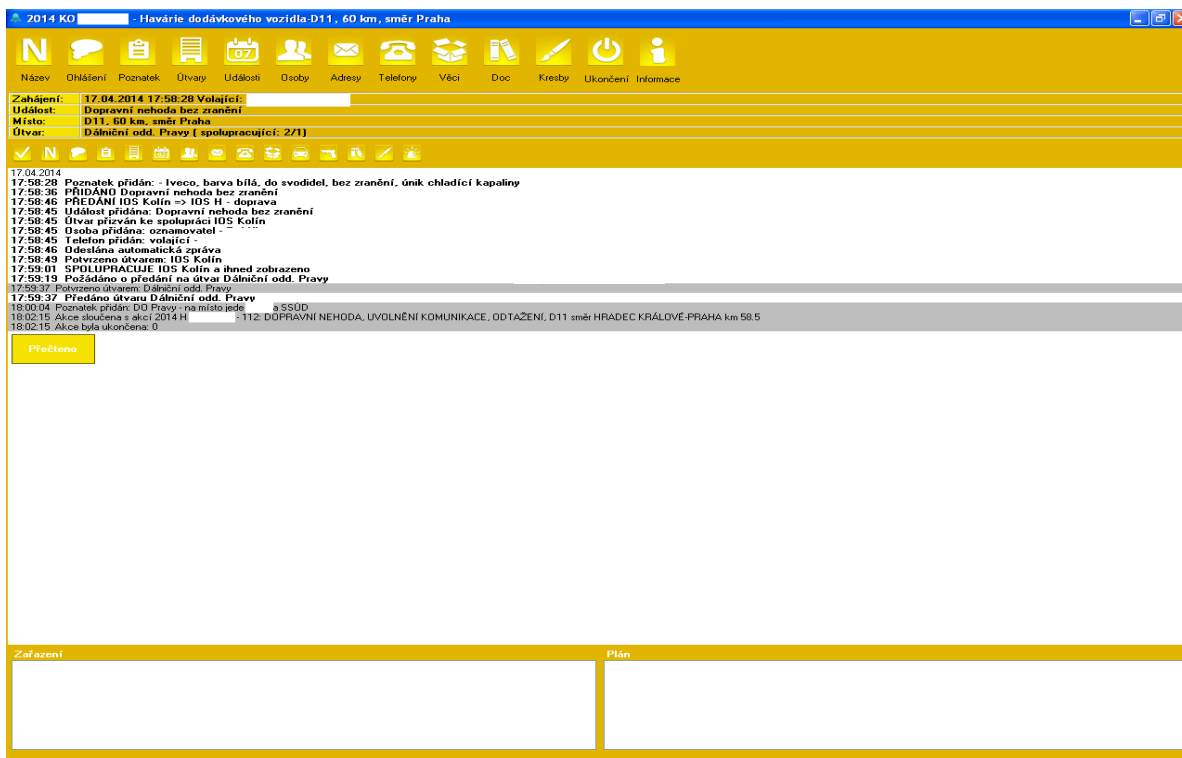 2014 KO - Havárie dodávkového vozidla-D11, 60 km, směr Praha
Název Ohlášení Poznatek Útvary Události Osoby Adresy Telefony Věci Doc Kresby Ukončení Informace
Zahájení: 17.04.2014 17:58:28 Volající:
Událost: Dopravní nehoda bez zranění
Místo: D11, 60 km, směr Praha
Útvar: Dálniční odd. Pravy ( spolupracující: 2/1)
17.04.2014
17:58:28 Poznatek přidán: - Iveco, barva bílá, do svodidel, bez zranění, únik chladící kapaliny
17:58:36 PŘIDÁNO Dopravní nehoda bez zranění
17:58:46 PŘEDÁNÍ IOS Kolín => IOS H - doprava
17:58:45 Událost přidána: Dopravní nehoda bez zranění
17:58:45 Útvar přizván ke spolupráci IOS Kolín
17:58:45 Osoba přidána: oznamovatel -
17:58:45 Telefon přidán: volající -
17:58:46 Odeslána automatická zpráva
17:58:49 Potvrzeno útvarem: IOS Kolín
17:59:01 SPOLUPRACUJE IOS Kolín a ihned zobrazeno
17:59:19 Požádáno o předání na útvar Dálniční odd. Pravy
17:59:37 Potvrzeno útvarem: Dálniční odd. Pravy
17:59:37 Předáno útvaru Dálniční odd. Pravy
18:00:04 Poznatek přidán: DO Pravy - na místo jede a SSÚD
18:02:15 Akce sloučena s akcí 2014 H - 112: DOPRAVNÍ NEHODA, UVOLNĚNÍ KOMUNIKACE, ODTAŽENÍ, D11 směr HRADEC KRÁLOVÉ-PRAHA km 58.5
18:02:15 Akce byla ukončena: 0
Přečteno
Zařazení
Plán